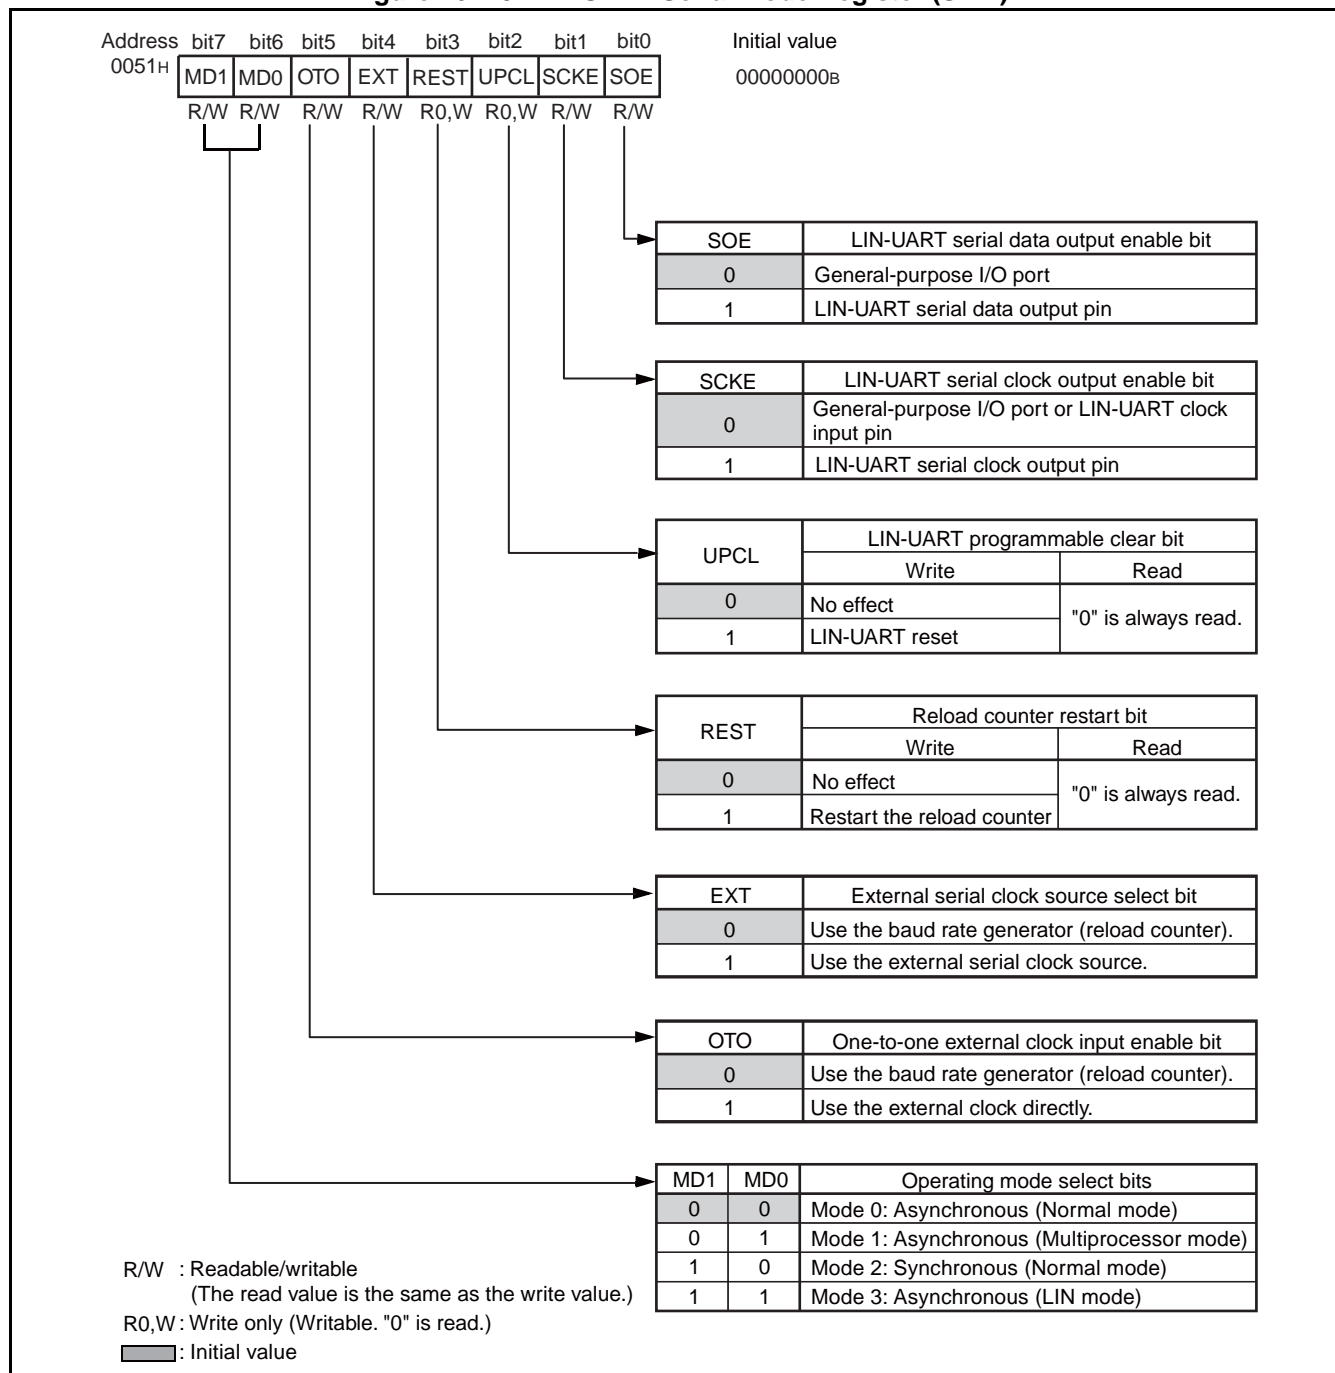 Address bit7 bit6 bit5 bit4 bit3 bit2 bit1 bit0 Initial value
0051H MD1 MD0 OTO EXT REST UPCL SCKE SOE 00000000B
R/W R/W R/W R/W R0,W R0,W R/W R/W
SOE LIN-UART serial data output enable bit
0 General-purpose I/O port
1 LIN-UART serial data output pin
SCKE LIN-UART serial clock output enable bit
0 General-purpose I/O port or LIN-UART clock
input pin
1 LIN-UART serial clock output pin
UPCL LIN-UART programmable clear bit
Write Read
0 No effect "0" is always read.
1 LIN-UART reset
REST Reload counter restart bit
Write Read
0 No effect "0" is always read.
1 Restart the reload counter
EXT External serial clock source select bit
0 Use the baud rate generator (reload counter).
1 Use the external serial clock source.
OTO One-to-one external clock input enable bit
0 Use the baud rate generator (reload counter).
1 Use the external clock directly.
MD1 MD0 Operating mode select bits
0 0 Mode 0: Asynchronous (Normal mode)
0 1 Mode 1: Asynchronous (Multiprocessor mode)
1 0 Mode 2: Synchronous (Normal mode)
1 1 Mode 3: Asynchronous (LIN mode)
R/W : Readable/writable
(The read value is the same as the write value.)
R0,W : Write only (Writable. "0" is read.)
: Initial value